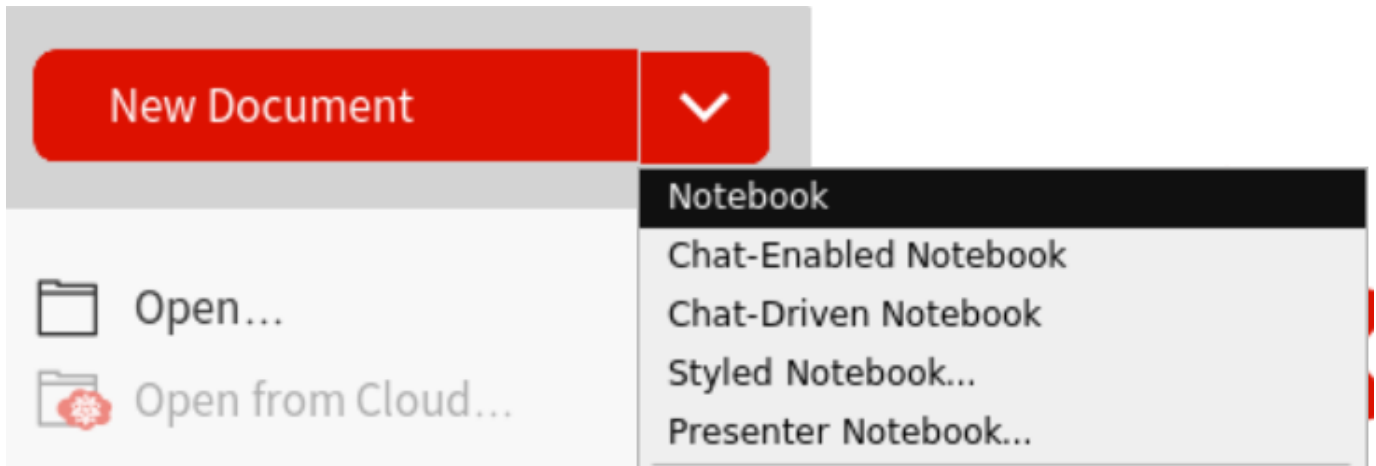 New Document
Notebook
Chat-Enabled Notebook
Chat-Driven Notebook
Styled Notebook...
Presenter Notebook...
Open...
Open from Cloud...